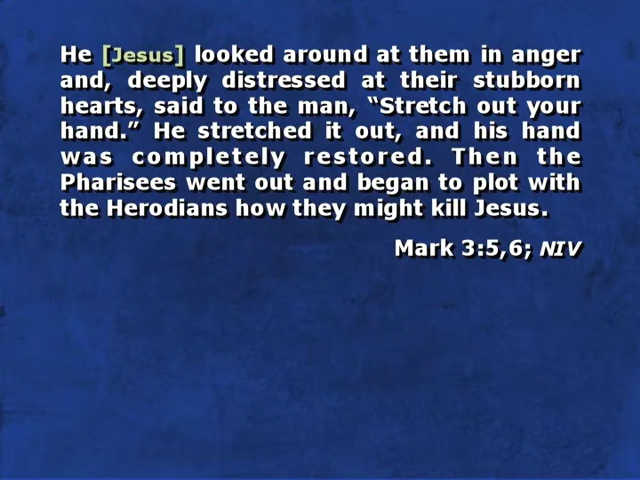 He [Jesus] looked around at them in anger
and, deeply distressed at their stubborn
hearts, said to the man, “Stretch out your
hand.” He stretched it out, and his hand
was completely restored. Then the
Pharisees went out and began to plot with
the Herodians how they might kill Jesus.
Mark 3:5,6; NIV